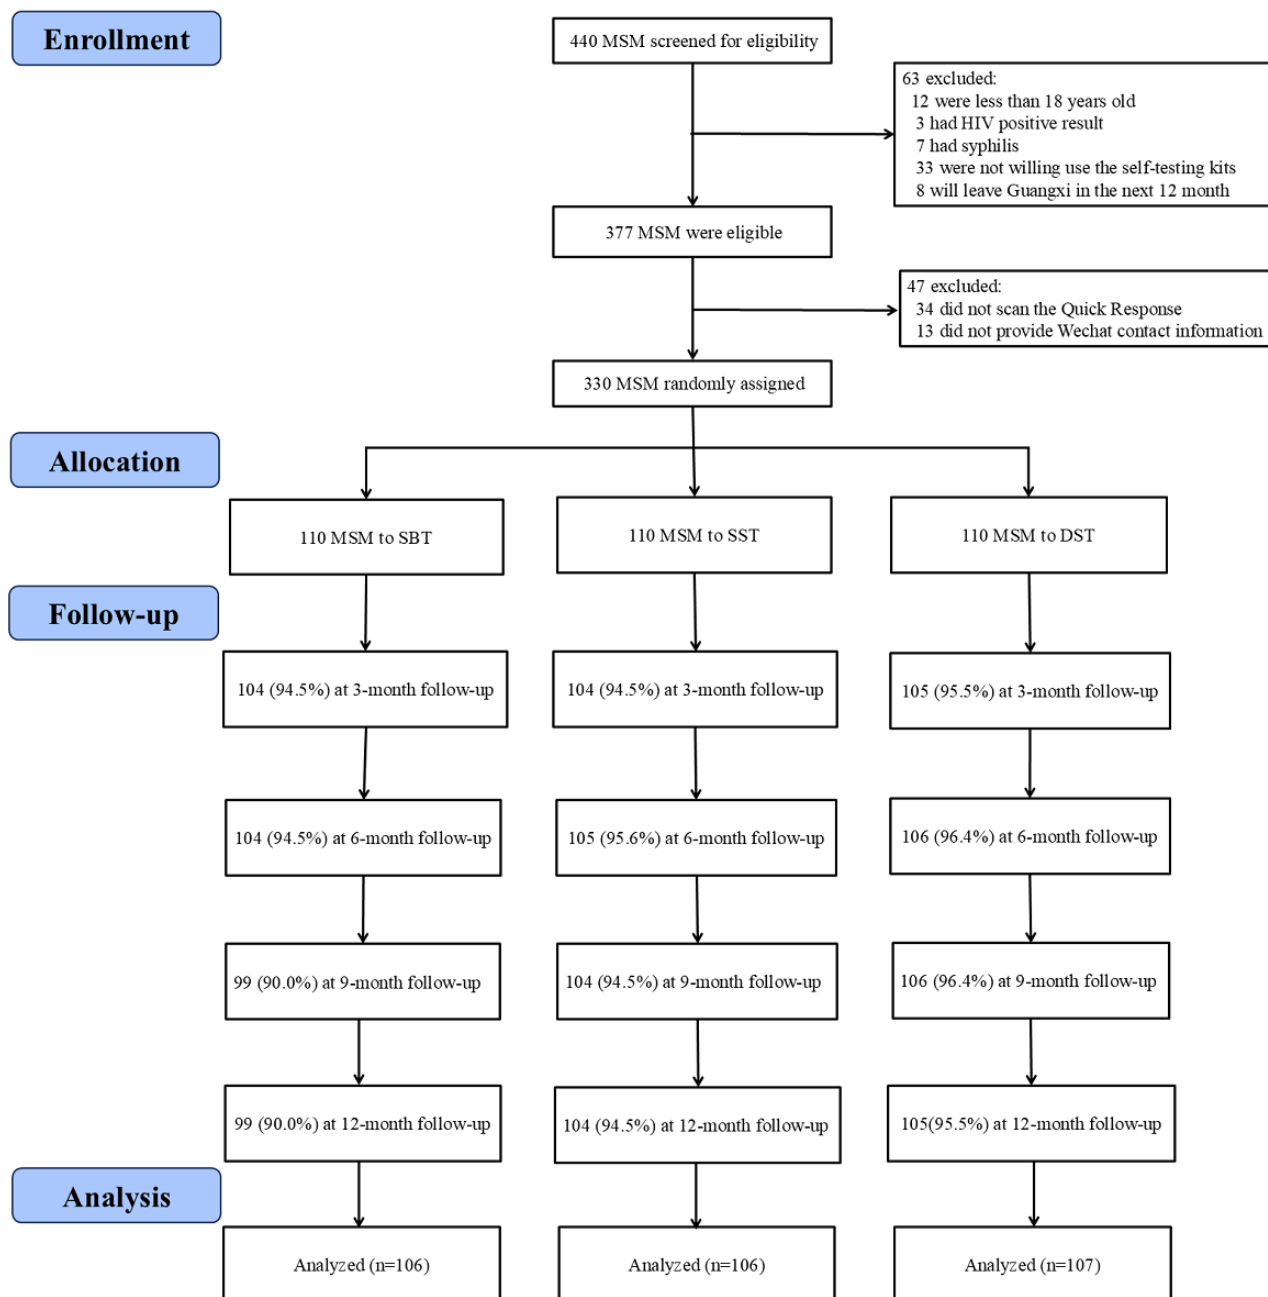 Enrollment
440 MSM screened for eligibility
63 excluded:
12 were less than 18 years old
3 had HIV positive result
7 had syphilis
33 were not willing use the self-testing kits
8 will leave Guangxi in the next 12 month
377 MSM were eligible
47 excluded:
34 did not scan the Quick Response
13 did not provide Wechat contact information
330 MSM randomly assigned
Allocation
110 MSM to SBT
110 MSM to SST
110 MSM to DST
Follow-up
104 (94.5%) at 3-month follow-up
104 (94.5%) at 3-month follow-up
105 (95.5%) at 3-month follow-up
104 (94.5%) at 6-month follow-up
105 (95.6%) at 6-month follow-up
106 (96.4%) at 6-month follow-up
99 (90.0%) at 9-month follow-up
104 (94.5%) at 9-month follow-up
106 (96.4%) at 9-month follow-up
99 (90.0%) at 12-month follow-up
104 (94.5%) at 12-month follow-up
105(95.5%) at 12-month follow-up
Analysis
Analyzed (n=106)
Analyzed (n=106)
Analyzed (n=107)